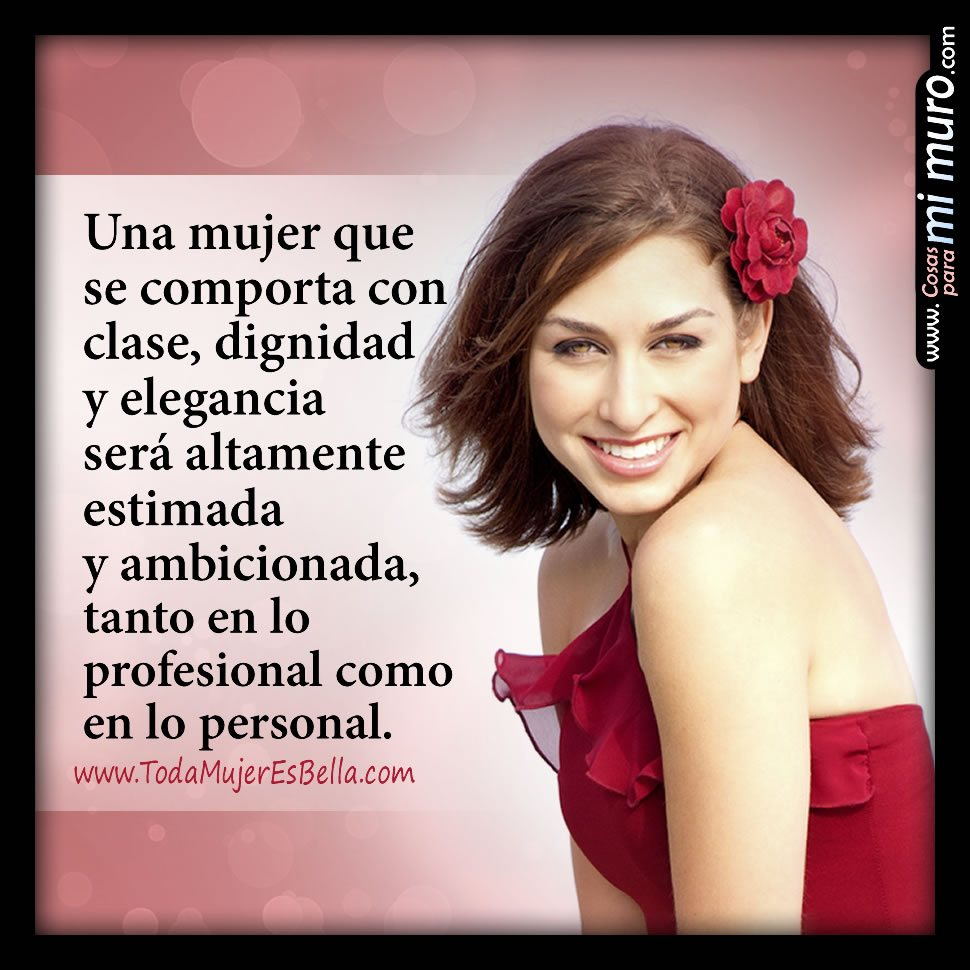 Una mujer que
se comporta con
clase, dignidad
y elegancia
será altamente
estimada
y ambicionada,
tanto en lo
profesional como
en lo personal.
www.TodaMujerEsBella.com
www. Cosas para mi muro.com